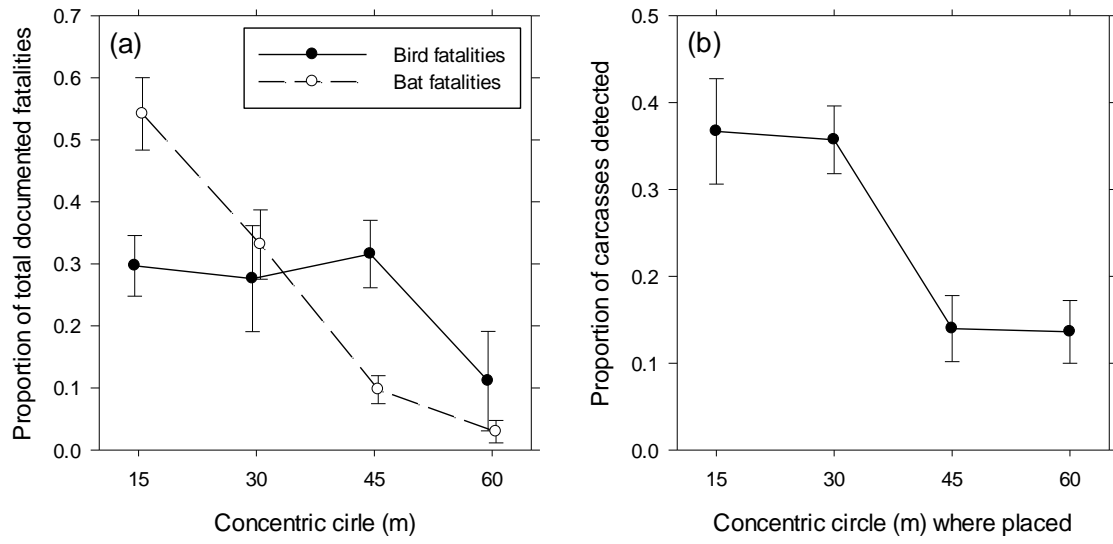 (a)
Bird fatalities
Bat fatalities
Proportion of total documented fatalities
0.7
0.6
0.5
0.4
0.3
0.2
0.1
0.0
15 30 45 60
Concentric cirle (m)
(b)
Proportion of carcasses detected
0.5
0.4
0.3
0.2
0.1
0.0
15 30 45 60
Concentric circle (m) where placed